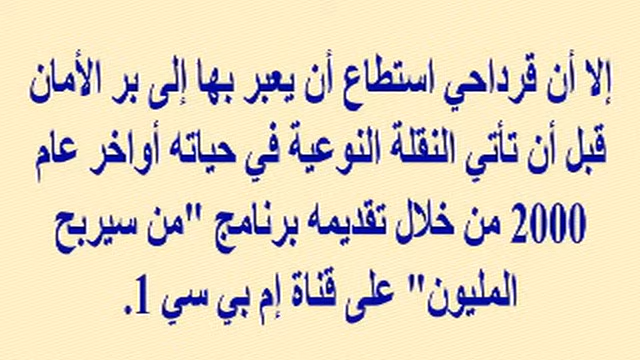 إلا أن قرداحي استطاع أن يعبر بها إلى بر الأمان
قبل أن تأتي النقلة النوعية في حياته أواخر عام
2000 من خلال تقديمه برنامج "من سيربح
المليون" على قناة إم بي سي 1.